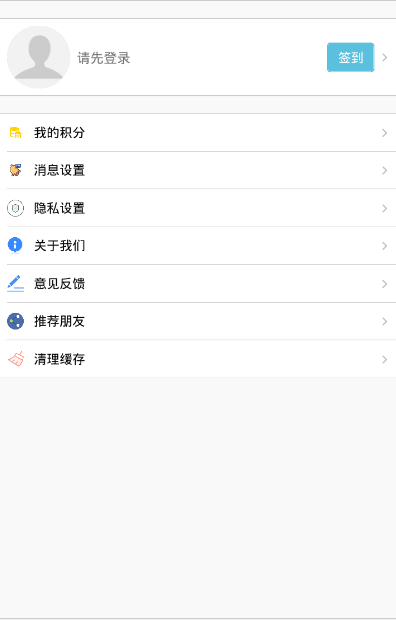 请先登录
签到
我的积分
消息设置
隐私设置
关于我们
意见反馈
推荐朋友
清理缓存